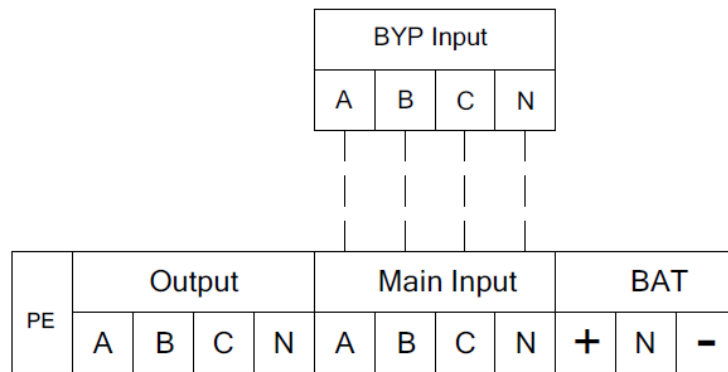 BYP Input
A B C N
Output Main Input BAT
PE
A B C N A B C N + N -